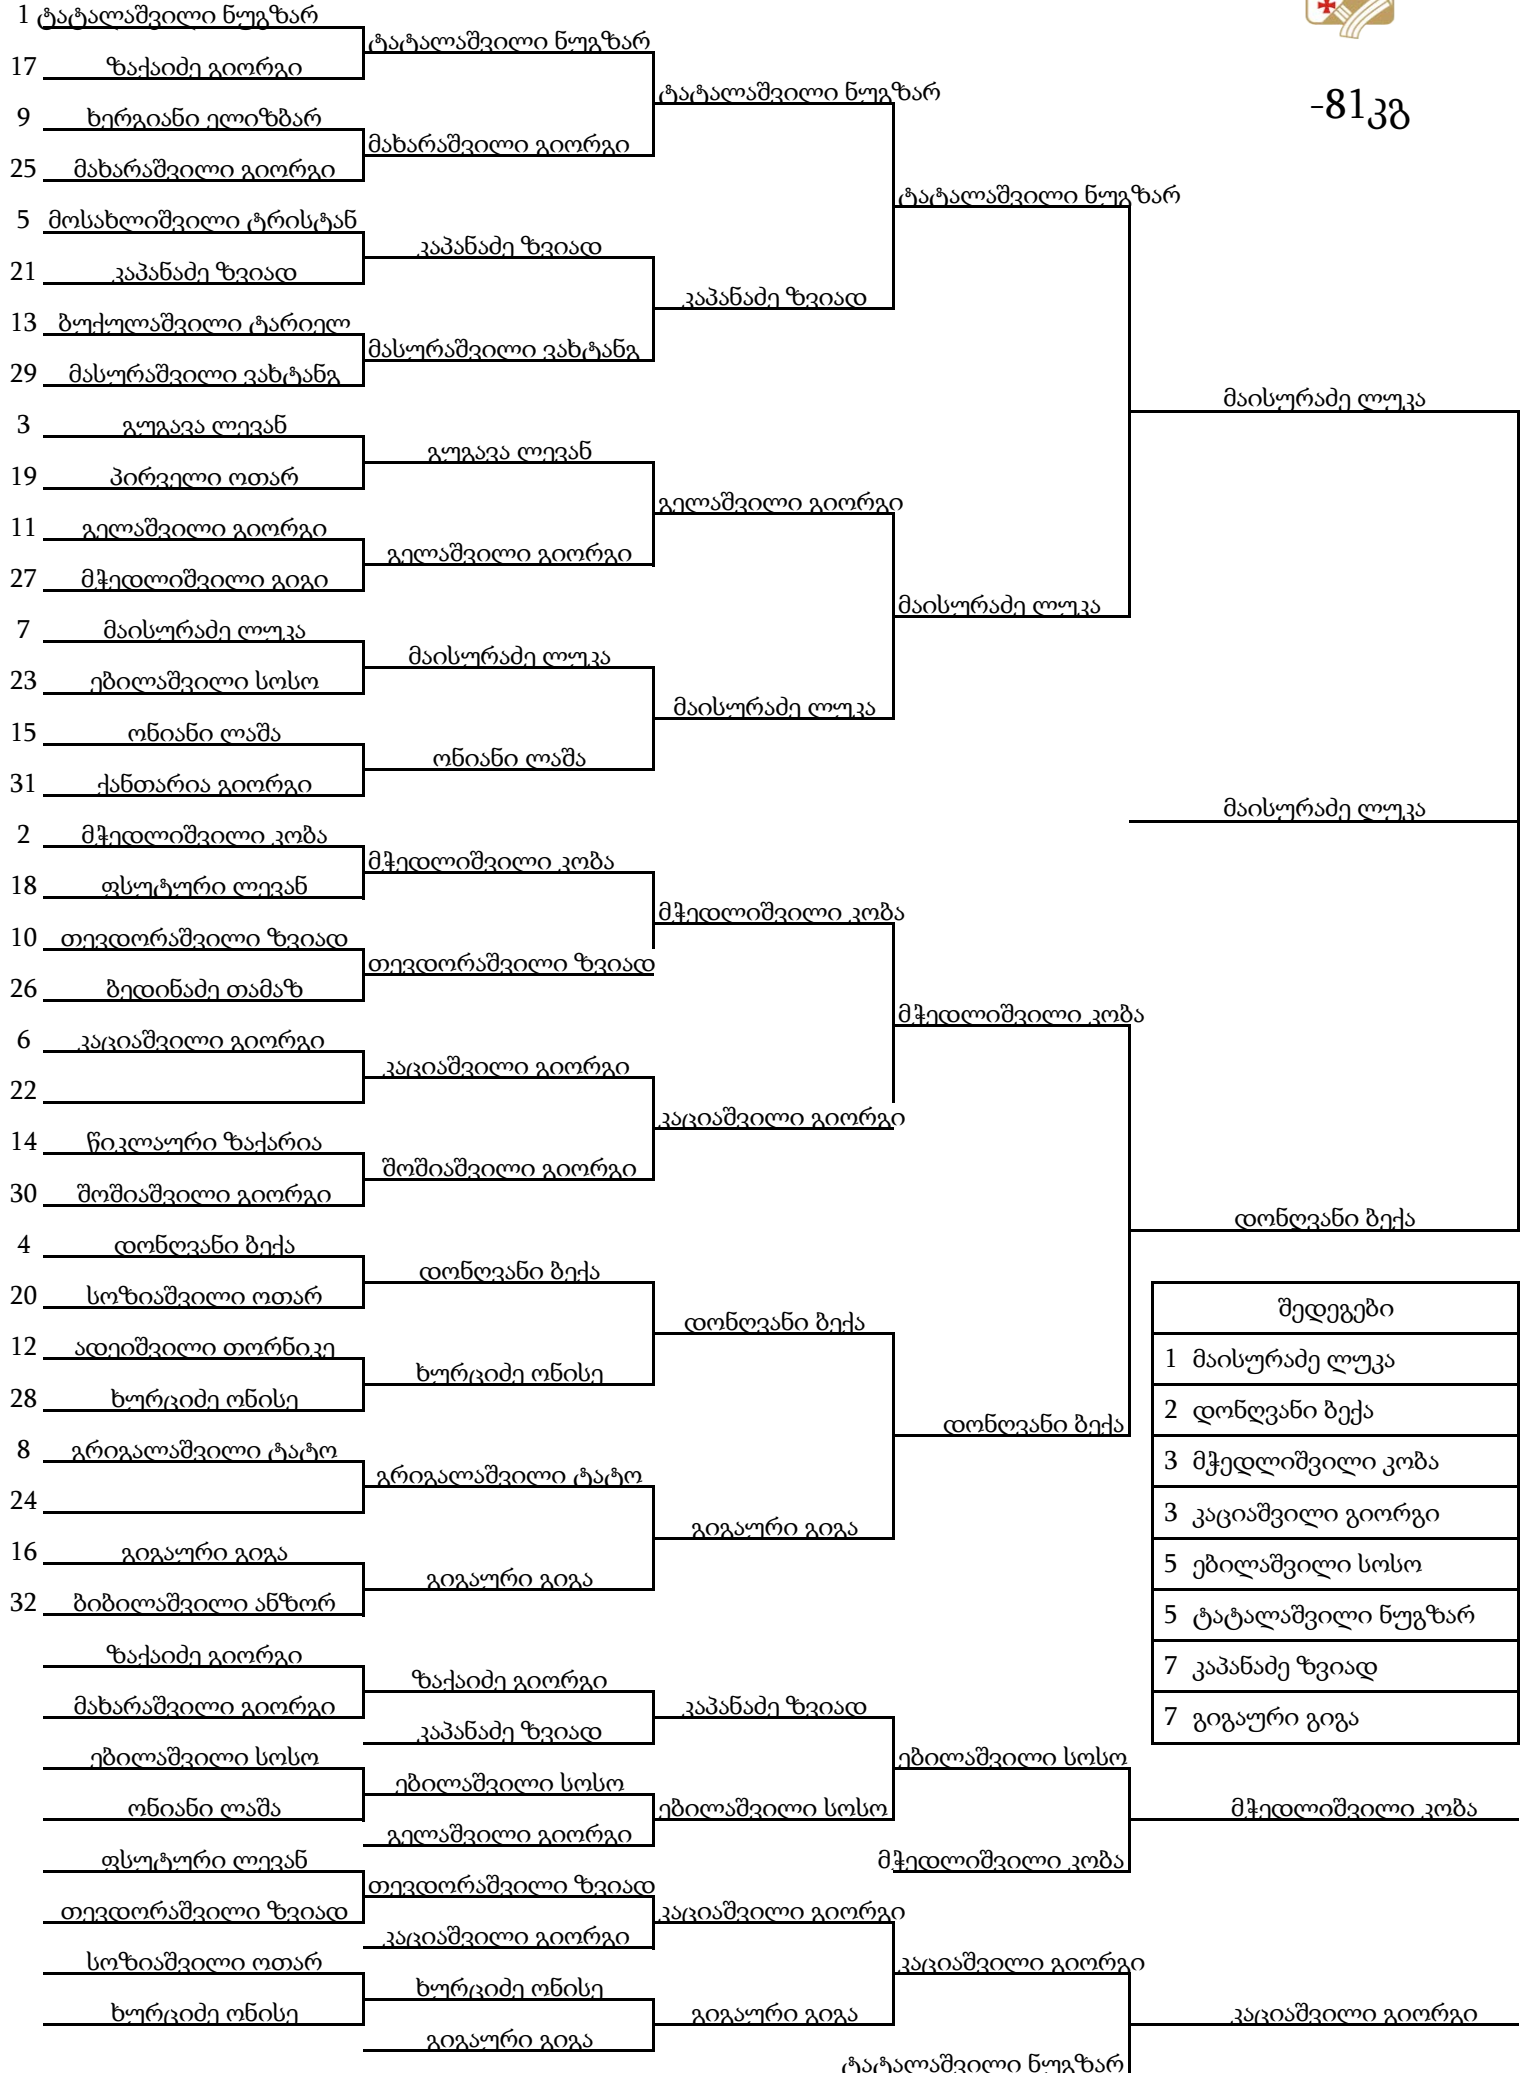 1 ტატალაშვილი ნუგზარ
ტატალაშვილი ნუგზარ
17 ზაქაიძე გიორგი
ტატალაშვილი ნუგზარ
-81კგ
9 ხერგიანი ელიზბარ
მახარაშვილი გიორგი
25 მახარაშვილი გიორგი
ტატალაშვილი ნუგზარ
5 მოსახლიშვილი ტრისტან
კაპანაძე ზვიად
21 კაპანაძე ზვიად
კაპანაძე ზვიად
13 ბუქულაშვილი ტარიელ
მასურაშვილი ვახტანგ
29 მასურაშვილი ვახტანგ
მაისურაძე ლუკა
3 გუგავა ლევან
გუგავა ლევან
19 პირველი ოთარ
გელაშვილი გიორგი
11 გელაშვილი გიორგი
გელაშვილი გიორგი
27 მჭედლიშვილი გიგი
მაისურაძე ლუკა
7 მაისურაძე ლუკა
მაისურაძე ლუკა
23 ებილაშვილი სოსო
მაისურაძე ლუკა
15 ონიანი ლაშა
ონიანი ლაშა
31 ქანთარია გიორგი
მაისურაძე ლუკა
2 მჭედლიშვილი კობა
მჭედლიშვილი კობა
18 ფსუტური ლევან
მჭედლიშვილი კობა
10 თევდორაშვილი ზვიად
თევდორაშვილი ზვიად
26 ბედინაძე თამაზ
მჭედლიშვილი კობა
6 კაციაშვილი გიორგი
კაციაშვილი გიორგი
22
კაციაშვილი გიორგი
14 წიკლაური ზაქარია
შოშიაშვილი გიორგი
30 შოშიაშვილი გიორგი
დონღვანი ბექა
4 დონღვანი ბექა
დონღვანი ბექა
20 სოზიაშვილი ოთარ
შედეგები
დონღვანი ბექა
12 ადეიშვილი თორნიკე
1 მაისურაძე ლუკა
ხურციძე ონისე
28 ხურციძე ონისე
2 დონღვანი ბექა
დონღვანი ბექა
8 გრიგალაშვილი ტატო
3 მჭედლიშვილი კობა
გრიგალაშვილი ტატო
24
3 კაციაშვილი გიორგი
გიგაური გიგა
16 გიგაური გიგა
5 ებილაშვილი სოსო
გიგაური გიგა
32 ბიბილაშვილი ანზორ
5 ტატალაშვილი ნუგზარ
ზაქაიძე გიორგი
7 კაპანაძე ზვიად
ზაქაიძე გიორგი
მახარაშვილი გიორგი
კაპანაძე ზვიად
7 გიგაური გიგა
კაპანაძე ზვიად
ებილაშვილი სოსო
ებილაშვილი სოსო
ებილაშვილი სოსო
ონიანი ლაშა
ებილაშვილი სოსო
მჭედლიშვილი კობა
გელაშვილი გიორგი
ფსუტური ლევან
მჭედლიშვილი კობა
თევდორაშვილი ზვიად
თევდორაშვილი ზვიად
კაციაშვილი გიორგი
კაციაშვილი გიორგი
სოზიაშვილი ოთარ
კაციაშვილი გიორგი
ხურციძე ონისე
ხურციძე ონისე
გიგაური გიგა
კაციაშვილი გიორგი
გიგაური გიგა
ტატალაშვილი ნუგზარ